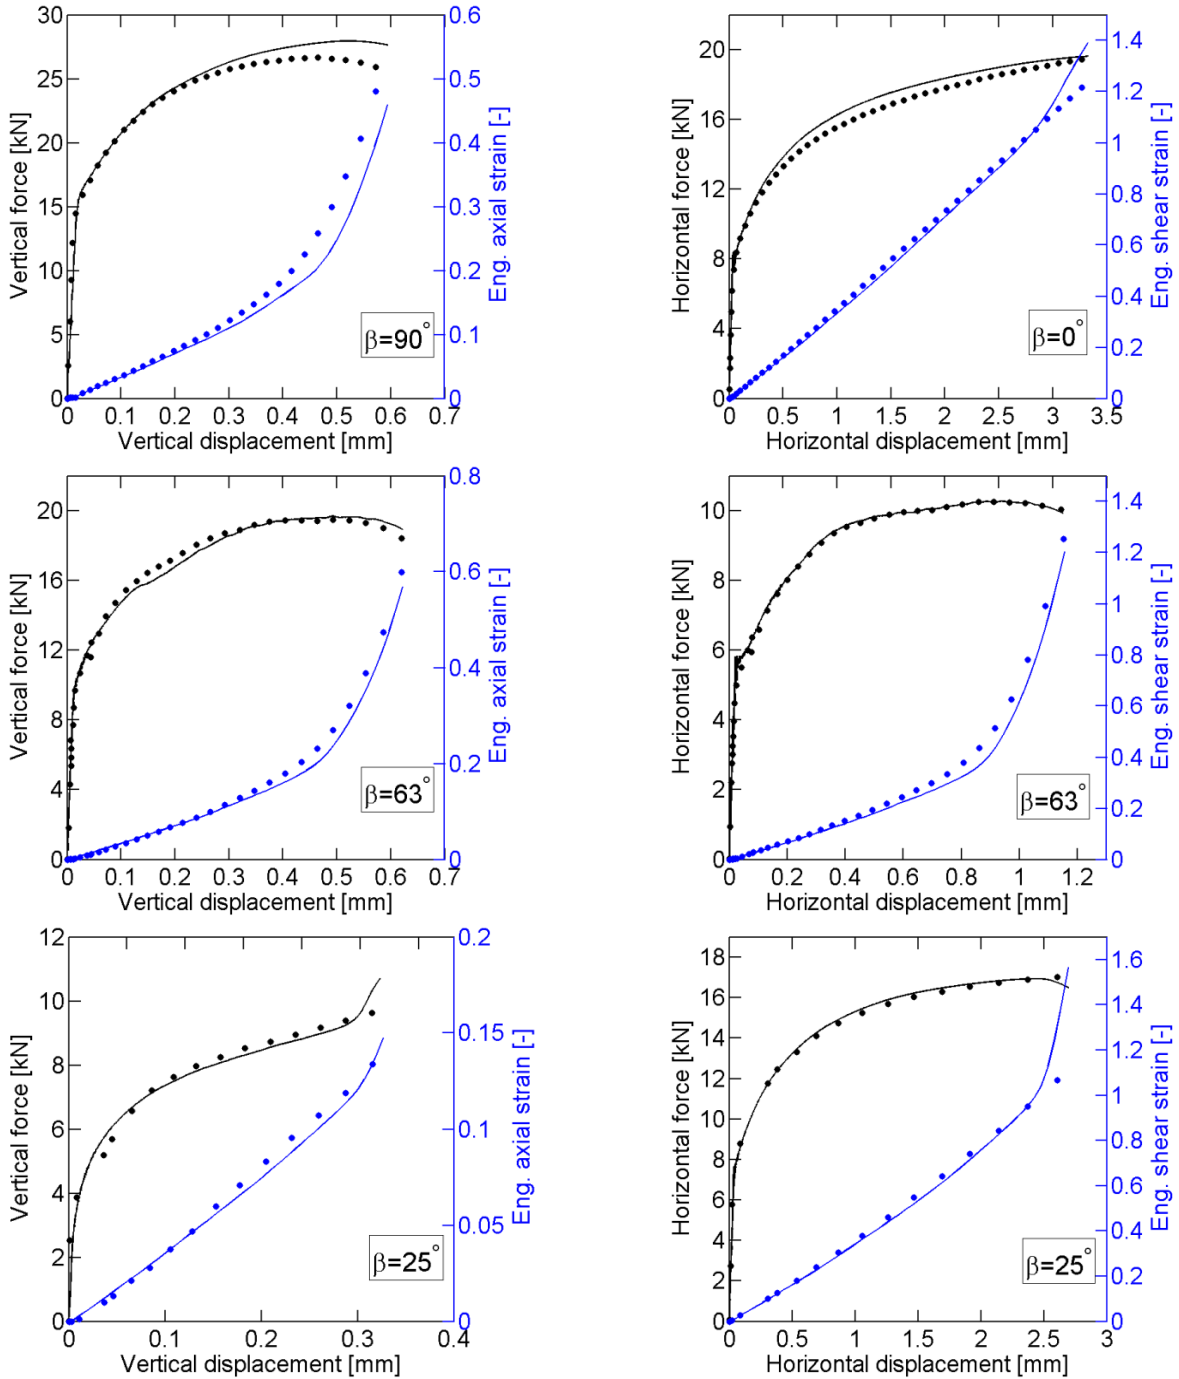 30
25
20
15
10
5
0
0.6
0.5
0.4
0.3
0.2
0.1
0
0 0.1 0.2 0.3 0.4 0.5 0.6 0.7
Vertical force [kN]
Eng. axial strain [-]
β=90°
Vertical displacement [mm]
20
16
12
8
4
0
1.4
1.2
1
0.8
0.6
0.4
0.2
0
0 0.5 1 1.5 2 2.5 3 3.5
Horizontal force [kN]
Eng. shear strain [-]
β=0°
Horizontal displacement [mm]
20
16
12
8
4
0
0.8
0.6
0.4
0.2
0
0 0.1 0.2 0.3 0.4 0.5 0.6 0.7
Vertical force [kN]
Eng. axial strain [-]
β=63°
Vertical displacement [mm]
10
8
6
4
2
0
1.4
1.2
1
0.8
0.6
0.4
0.2
0
0 0.2 0.4 0.6 0.8 1 1.2
Horizontal force [kN]
Eng. shear strain [-]
β=63°
Horizontal displacement [mm]
12
10
8
6
4
2
0
0.2
0.15
0.1
0.05
0
0 0.1 0.2 0.3 0.4
Vertical force [kN]
Eng. axial strain [-]
β=25°
Vertical displacement [mm]
18
16
14
12
10
8
6
4
2
0
1.6
1.4
1.2
1
0.8
0.6
0.4
0.2
0
0 0.5 1 1.5 2 2.5 3
Horizontal force [kN]
Eng. shear strain [-]
β=25°
Horizontal displacement [mm]